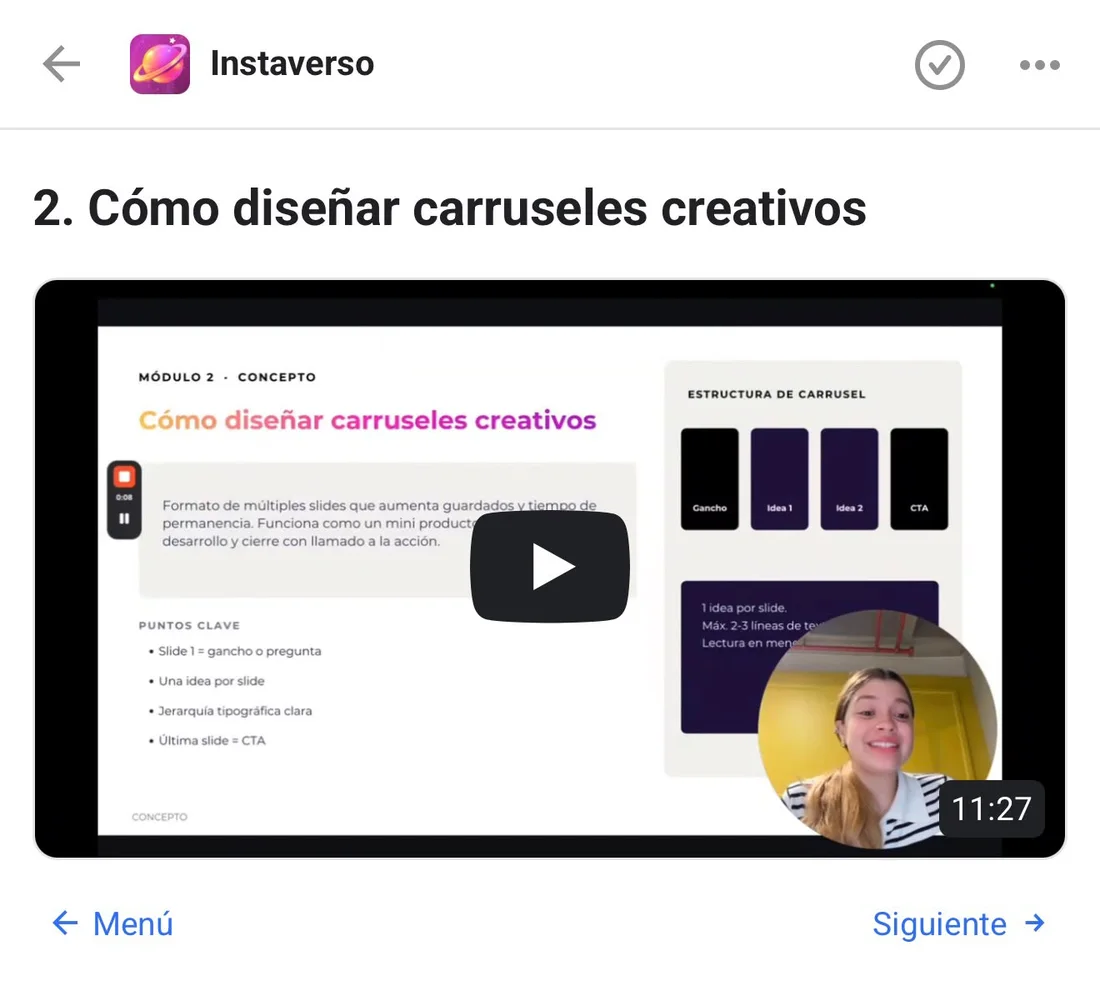 Instaverso
2. Cómo diseñar carruseles creativos
MÓDULO 2 · CONCEPTO
Cómo diseñar carruseles creativos
0:08
Formato de múltiples slides que aumenta guardados y tiempo de
permanencia. Funciona como un mini producto
desarrollo y cierre con llamado a la acción.
PUNTOS CLAVE
• Slide 1 = gancho o pregunta
• Una idea por slide
• Jerarquía tipográfica clara
• Última slide = CTA
CONCEPTO
ESTRUCTURA DE CARRUSEL
Gancho
Idea 1
Idea 2
CTA
1 idea por slide.
Máx. 2-3 líneas de
Lectura en
11:27
← Menú
Siguiente →